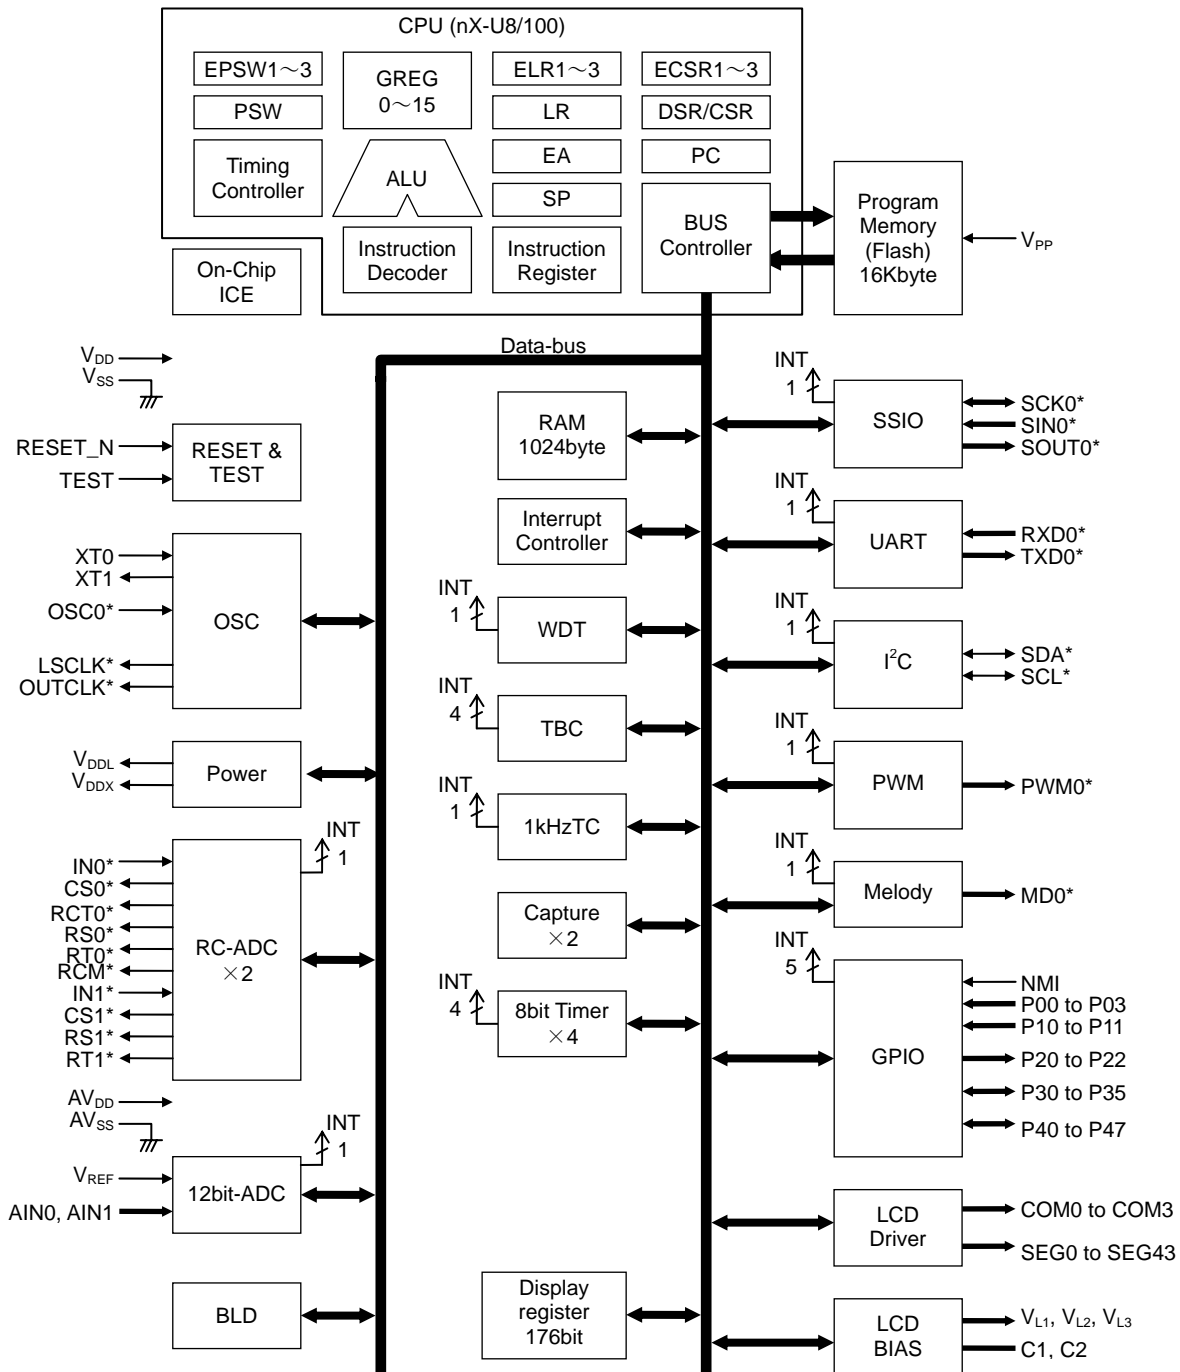 CPU (nX-U8/100)
EPSW1～3
GREG
0～15
ELR1～3
ECSR1～3
PSW
LR
DSR/CSR
Timing
Controller
ALU
EA
PC
SP
BUS
Controller
Instruction
Decoder
Instruction
Register
On-Chip
ICE
Program
Memory
(Flash)
16Kbyte
VPP
Data-bus
VDD
VSS
RESET_N
TEST
RESET &
TEST
XT0
XT1
OSC0*
LSCLK*
OUTCLK*
OSC
VDDL
VDDX
Power
IN0*
CS0*
RCT0*
RS0*
RT0*
RCM*
IN1*
CS1*
RS1*
RT1*
RC-ADC
×2
INT
1
AVDD
AVSS
VREF
AIN0, AIN1
12bit-ADC
INT
1
BLD
RAM
1024byte
Interrupt
Controller
INT
1
WDT
INT
4
TBC
INT
1
1kHzTC
Capture
×2
INT
4
8bit Timer
×4
Display
register
176bit
INT
1
SSIO
SCK0*
SIN0*
SOUT0*
INT
1
UART
RXD0*
TXD0*
INT
1
I2C
SDA*
SCL*
INT
1
PWM
PWM0*
INT
1
Melody
MD0*
INT
5
GPIO
NMI
P00 to P03
P10 to P11
P20 to P22
P30 to P35
P40 to P47
LCD
Driver
COM0 to COM3
SEG0 to SEG43
LCD
BIAS
VL1, VL2, VL3
C1, C2